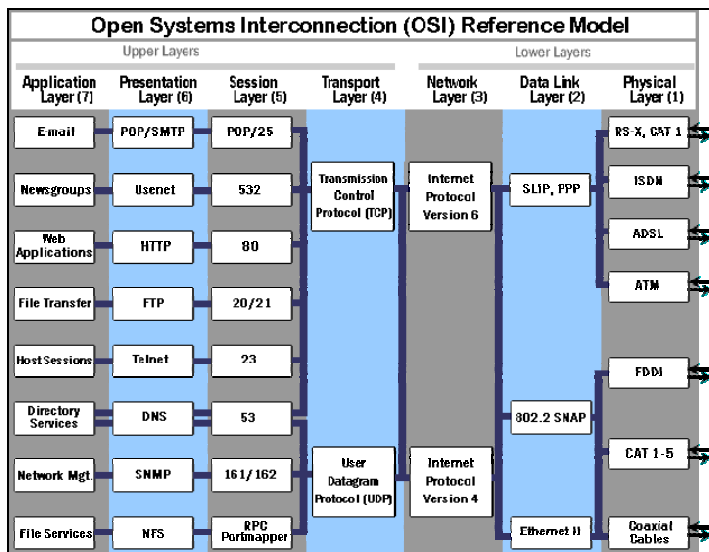 Open Systems Interconnection (OSI) Reference Model
Upper Layers
Lower Layers
Application Layer (7)
Presentation Layer (6)
Session Layer (5)
Transport Layer (4)
Network Layer (3)
Data Link Layer (2)
Physical Layer (1)
E-mail
POP/SMTP
POP/25
RS-X, CAT 1
Newsgroups
Usenet
532
Transmission
Control
Protocol (TCP)
Internet
Protocol
Version 6
SLIP, PPP
ISDN
Web
Applications
HTTP
80
ADSL
File Transfer
FTP
20/21
ATM
Host Sessions
Telnet
23
FDDI
Directory
Services
DNS
53
802.2 SNAP
Network Mgt.
SNMP
161/162
User
Datagram
Protocol (UDP)
Internet
Protocol
Version 4
CAT 1-5
File Services
NFS
RPC
Portmapper
Ethernet II
Coaxial
Cables